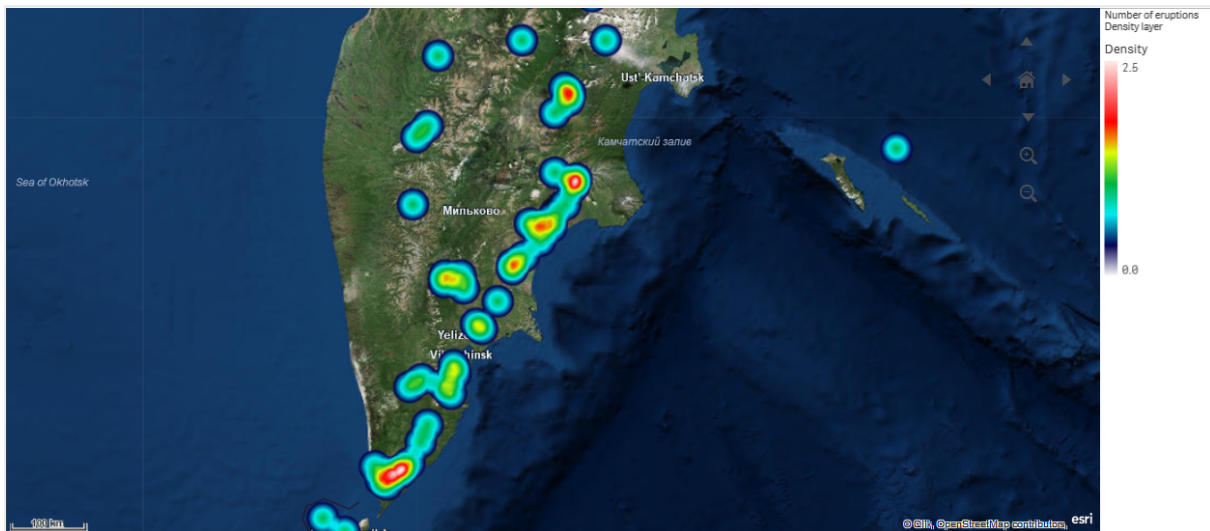 Number of eruptions
Density layer
Density
2.5
0.0
Ust'-Kamchatsk
Камчатский залив
Sea of Okhotsk
Мильково
100 km
© Qlik, OpenStreetMap contributors,
esri